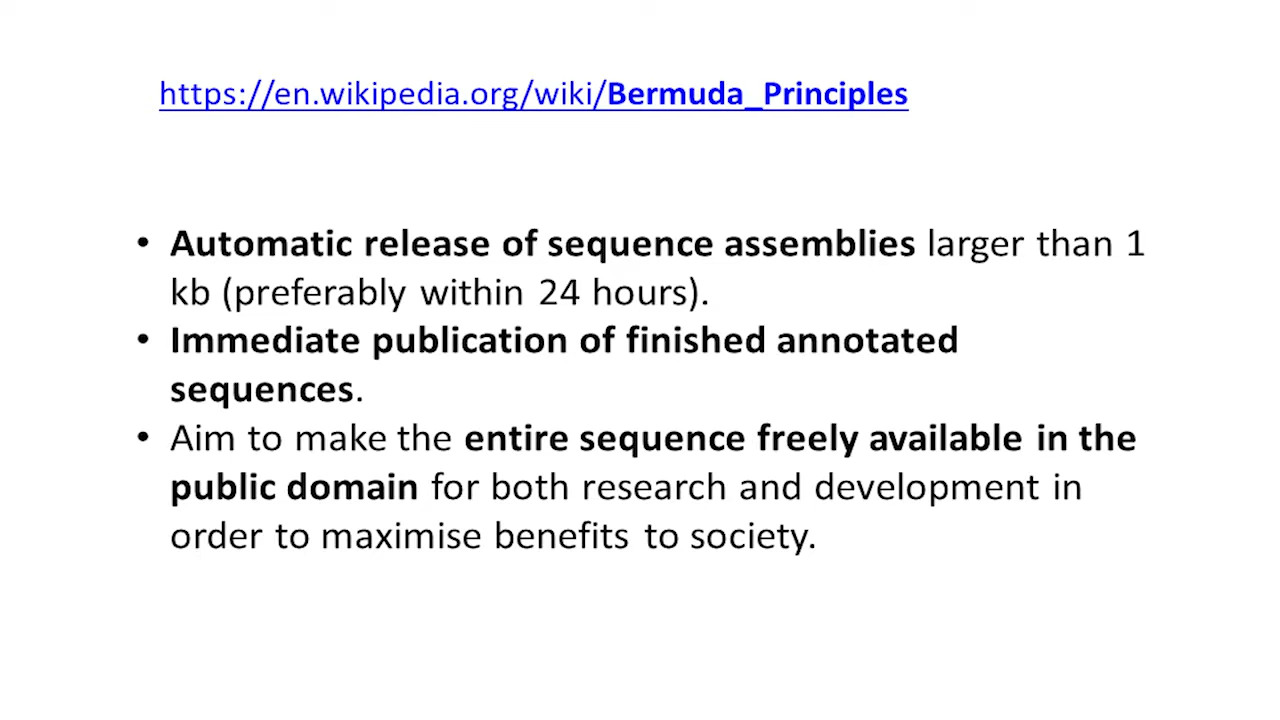 https://en.wikipedia.org/wiki/Bermuda_Principles
• Automatic release of sequence assemblies larger than 1
kb (preferably within 24 hours).
• Immediate publication of finished annotated
sequences.
• Aim to make the entire sequence freely available in the
public domain for both research and development in
order to maximise benefits to society.